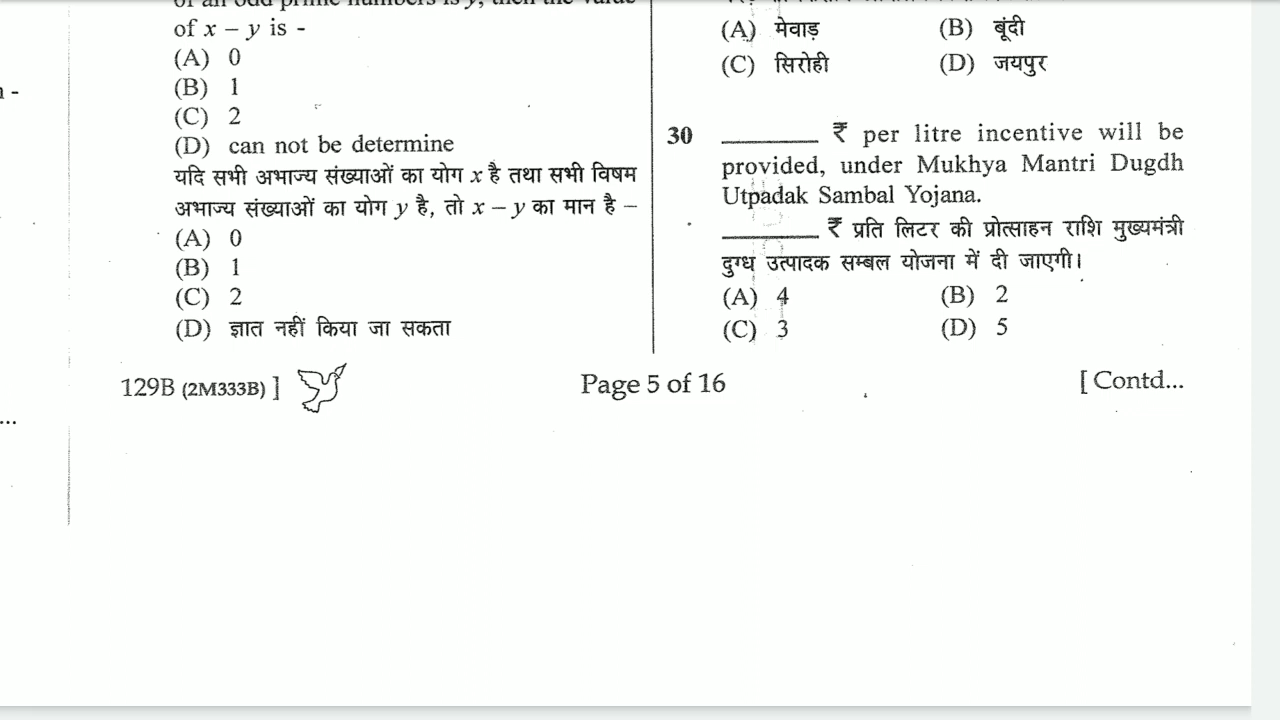 of x – y is -
(A) 0
(B) 1
(C) 2
(D) can not be determine
यदि सभी अभाज्य संख्याओं का योग x है तथा सभी विषम
अभाज्य संख्याओं का योग y है, तो x – y का मान है –
(A) 0
(B) 1
(C) 2
(D) ज्ञात नहीं किया जा सकता
(A) मेवाड़ (B) बूंदी
(C) सिरोही (D) जयपुर
30 ________ ₹ per litre incentive will be
provided, under Mukhya Mantri Dugdh
Utpadak Sambal Yojana.
________ ₹ प्रति लिटर की प्रोत्साहन राशि मुख्यमंत्री
दुग्ध उत्पादक सम्बल योजना में दी जाएगी।
(A) 4 (B) 2
(C) 3 (D) 5
129B (2M333B) ] Page 5 of 16 [ Contd...